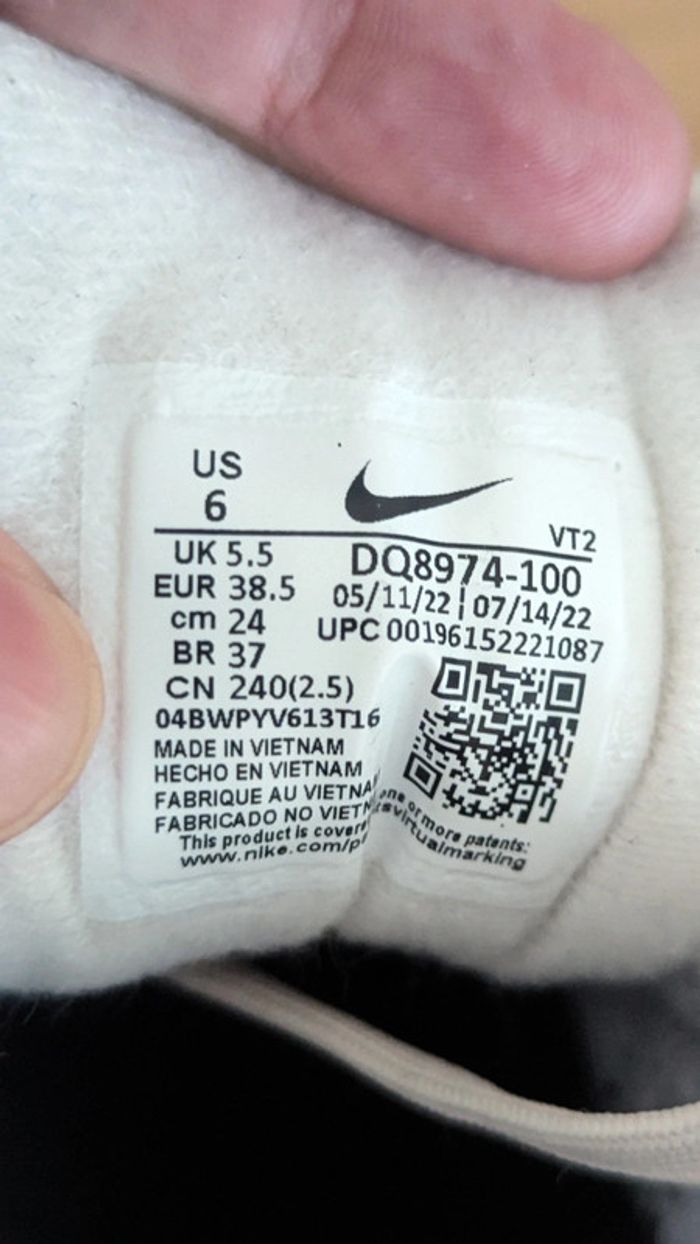 US
6
VT2
UK 5.5
EUR 38.5
cm 24
BR 37
CN 240(2.5)
DQ8974-100
05/11/22 | 07/14/22
UPC 00196152221087
04BWPYV613T16
MADE IN VIETNAM
HECHO EN VIETNAM
FABRIQUE AU VIETNA
FABRICADO NO VIETN
This product is covere one or more patents:
www.nike.com/p tsvirtualmarking